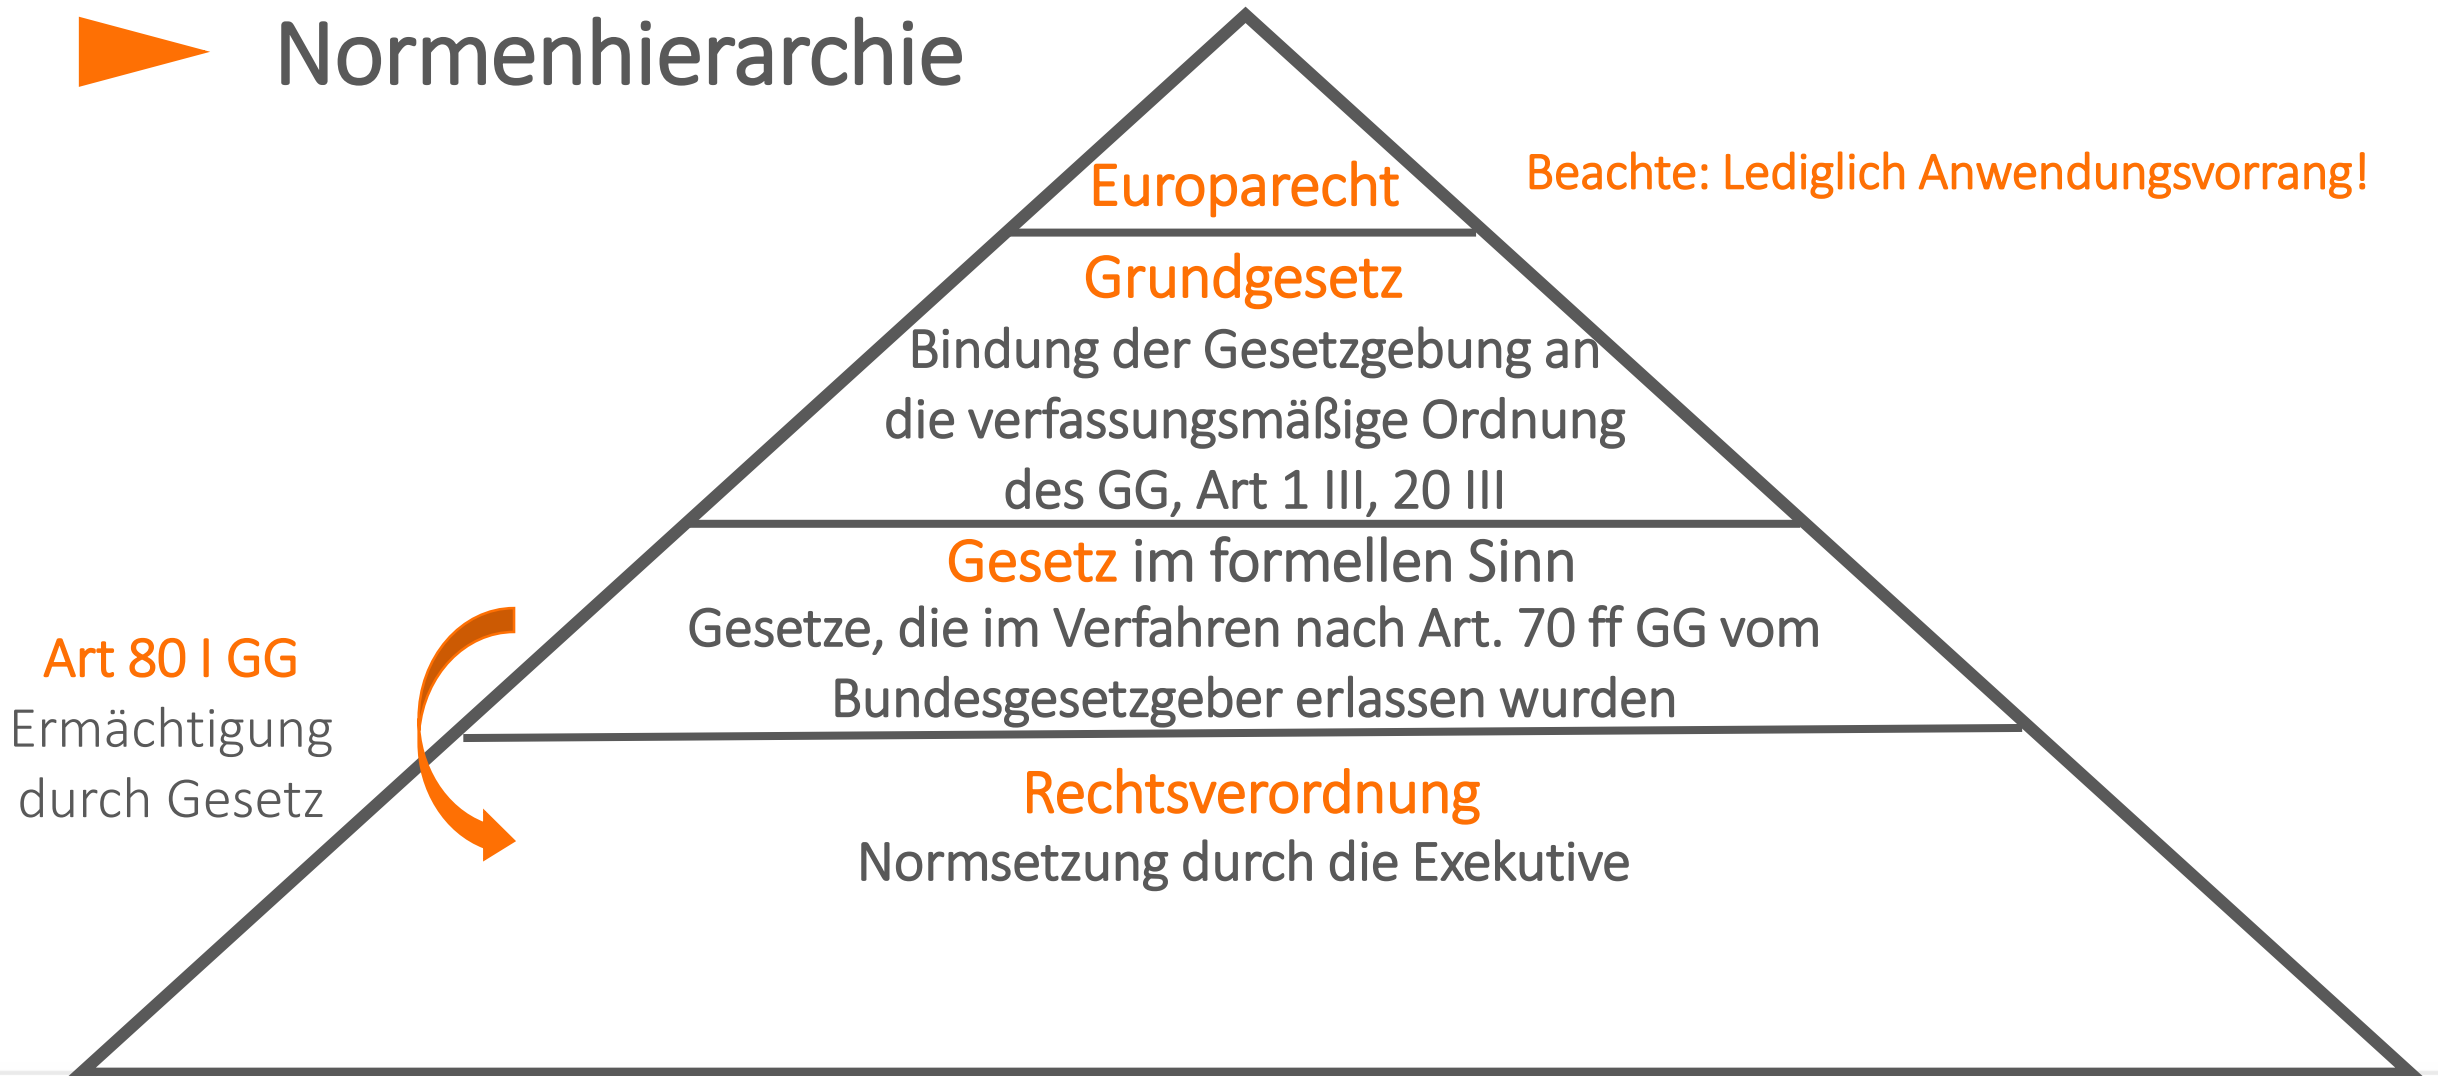 Normenhierarchie
Europarecht
Beachte: Lediglich Anwendungsvorrang!
Grundgesetz
Bindung der Gesetzgebung an
die verfassungsmäßige Ordnung
des GG, Art 1 III, 20 III
Gesetz im formellen Sinn
Gesetze, die im Verfahren nach Art. 70 ff GG vom
Bundesgesetzgeber erlassen wurden
Art 80 I GG
Ermächtigung
durch Gesetz
Rechtsverordnung
Normsetzung durch die Exekutive